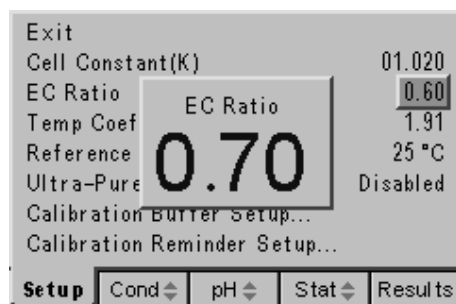 Exit
Cell Constant(K) 01.020
EC Ratio 0.60
Temp Coef 1.91
Reference 25 °C
Ultra-Pure Disabled
Calibration Buffer Setup...
Calibration Reminder Setup...
EC Ratio
0.70
Setup Cond pH Stat Results